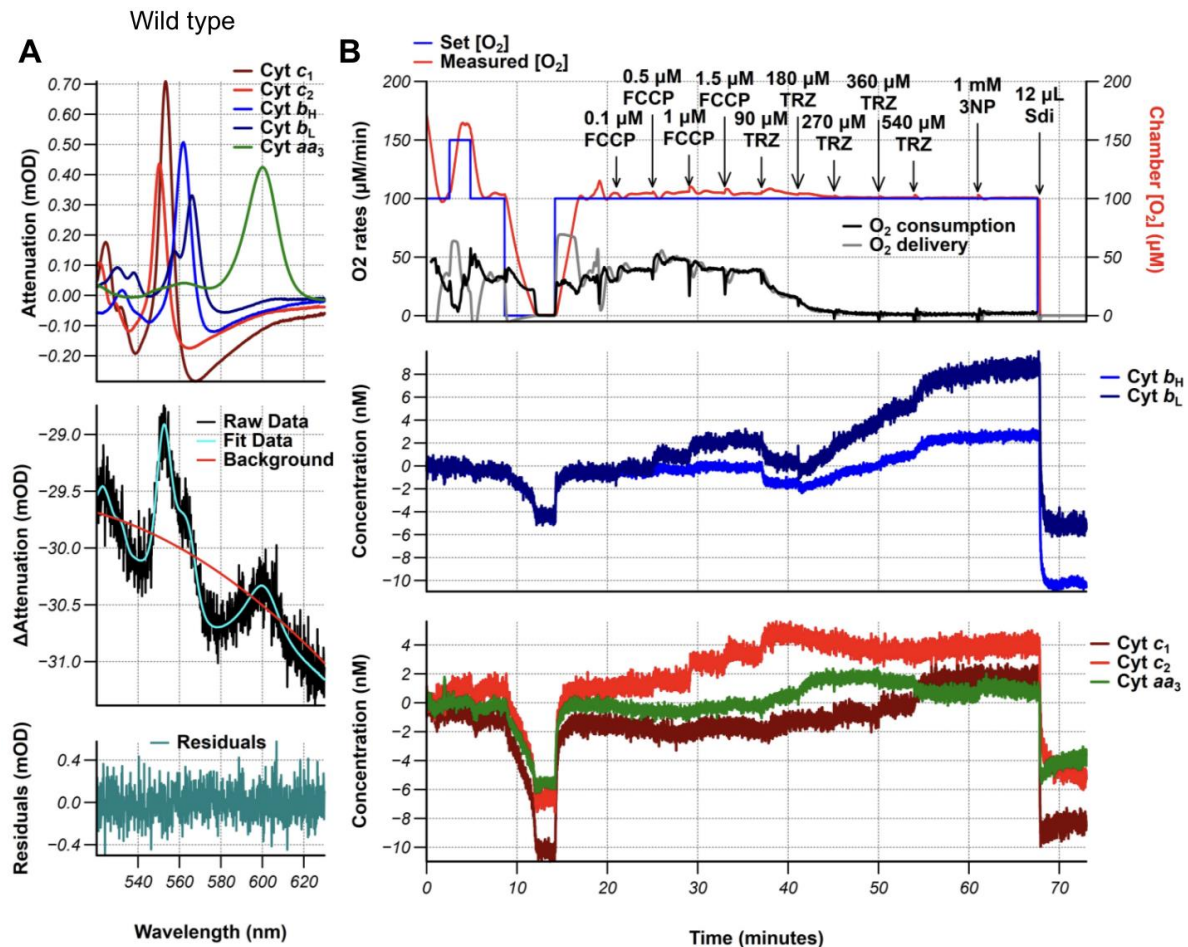 Wild type
A
Cyt c₁
Cyt c₂
Cyt b_H
Cyt b_L
Cyt aa₃
0.70
0.60
0.50
0.40
0.30
0.20
0.10
0.00
−0.10
−0.20
Attenuation (mOD)
Raw Data
Fit Data
Background
−29.0
−29.5
−30.0
−30.5
−31.0
ΔAttenuation (mOD)
Residuals
0.4
0.0
−0.4
Residuals (mOD)
540 560 580 600 620
Wavelength (nm)
B
Set [O₂]
Measured [O₂]
200
150
100
50
0
O2 rates (µM/min)
0.1 µM
FCCP
0.5 µM
FCCP
1 µM
FCCP
1.5 µM
FCCP
90 µM
TRZ
180 µM
TRZ
270 µM
TRZ
360 µM
TRZ
540 µM
TRZ
1 mM
3NP
12 µL
Sdi
O₂ consumption
O₂ delivery
200
150
100
50
0
Chamber [O₂]
(µM)
8
6
4
2
0
−2
4
6
8
−10
Concentration (nM)
Cyt b_H
Cyt b_L
4
2
0
−2
−4
−6
−8
−10
Concentration (nM)
Cyt c₁
Cyt c₂
Cyt aa₃
0 10 20 30 40 50 60 70
Time (minutes)